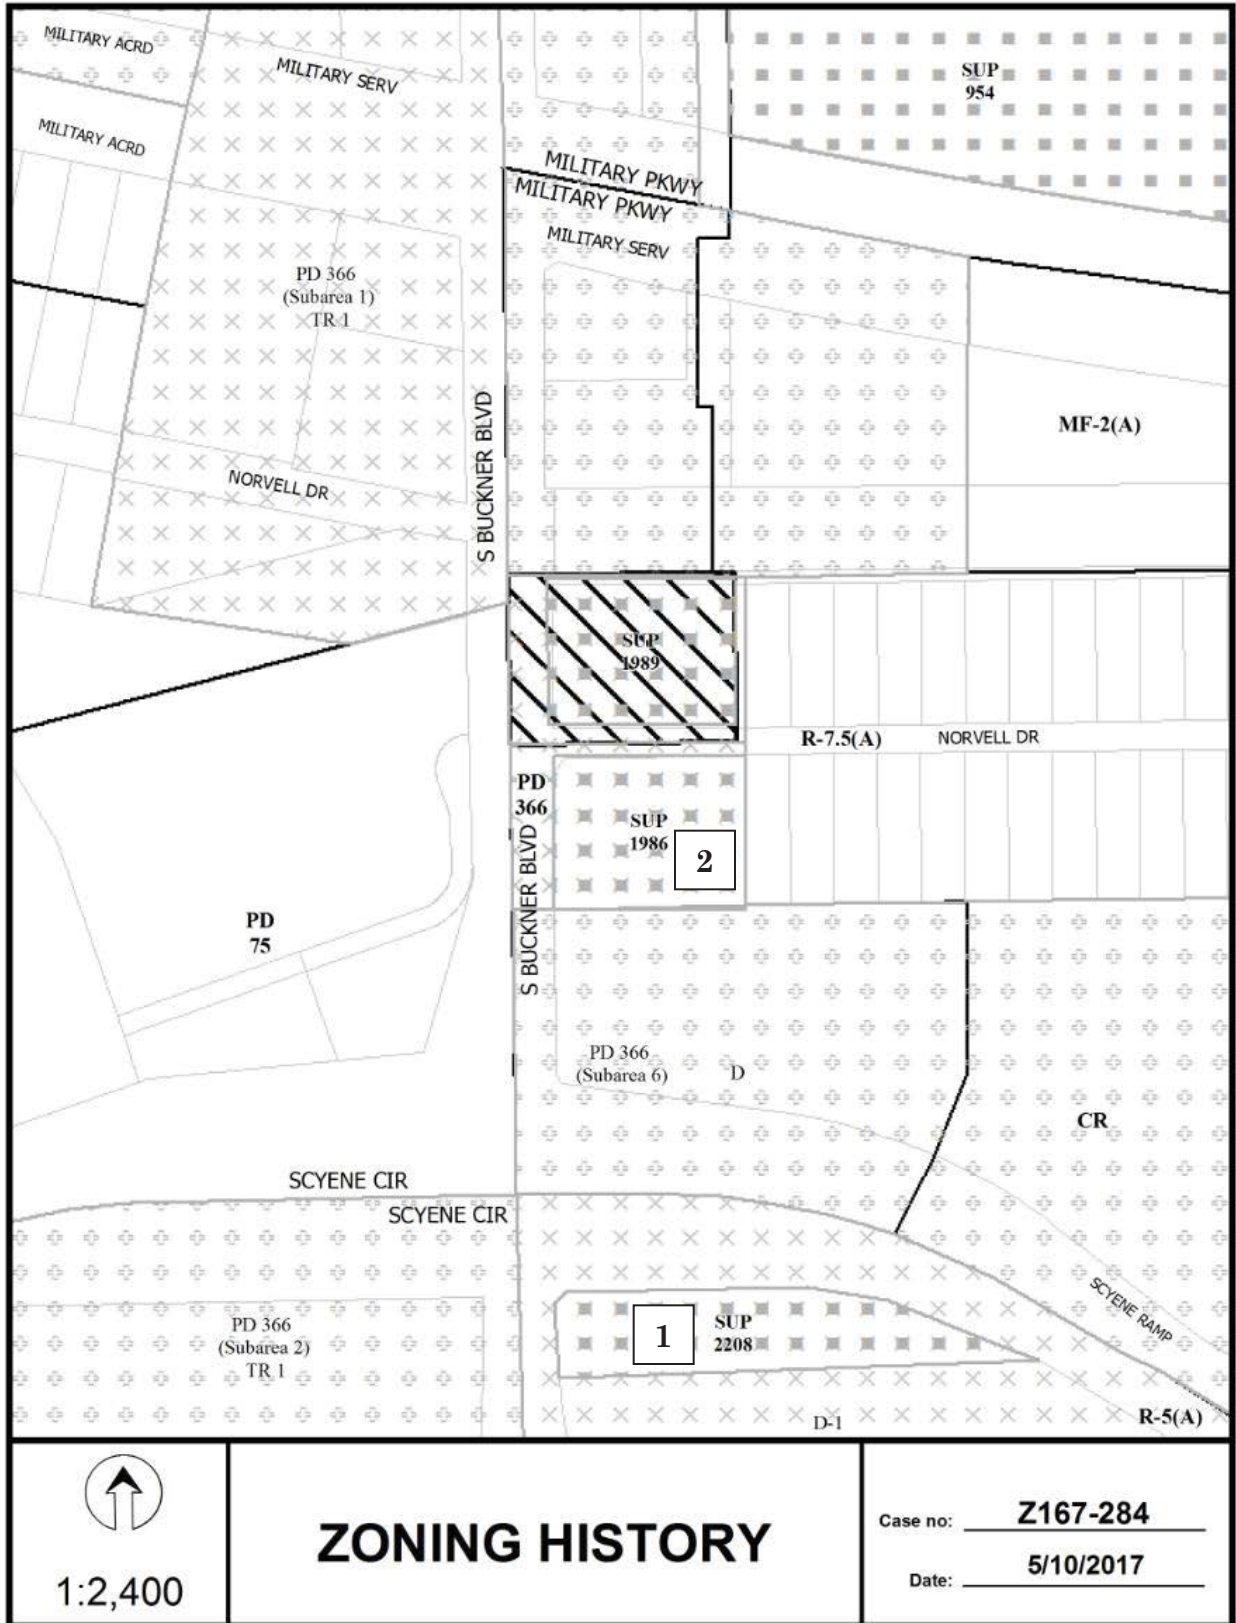 MILITARY ACRD
MILITARY SERV
SUP
954
MILITARY ACRD
MILITARY PKWY
MILITARY PKWY
MILITARY SERV
PD 366
(Subarea 1)
TR 1
S BUCKNER BLVD
MF-2(A)
NORVELL DR
SUP
1989
R-7.5(A)
NORVELL DR
PD
366
SUP
1986
2
S BUCKNER BLVD
PD
75
PD 366
(Subarea 6)
D
CR
SCYENE CIR
SCYENE CIR
SCYENE RAMP
PD 366
(Subarea 2)
TR 1
1
SUP
2208
D-1
R-5(A)
1:2,400
ZONING HISTORY
Case no: Z167-284
Date: 5/10/2017